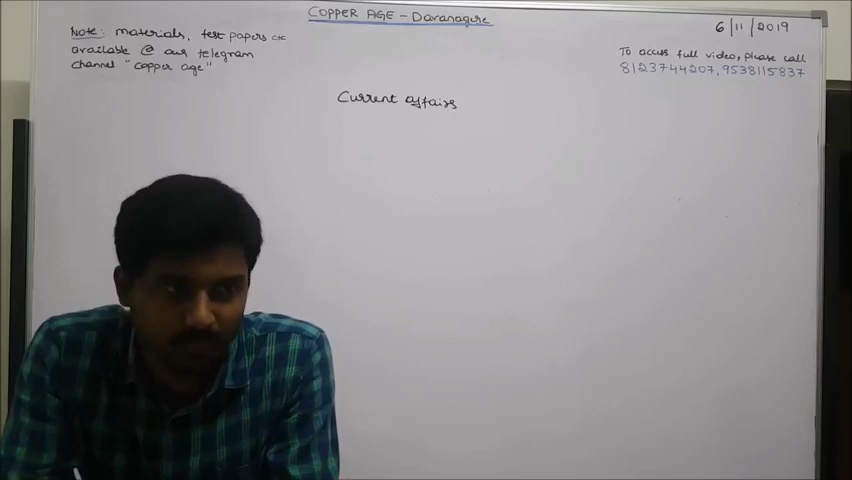 COPPER AGE - Davanagere
6/11/2019
Note: materials, test papers etc
available @ our telegram
channel "copper age"
To access full video, please call
8123744207, 9538115837
Current affairs